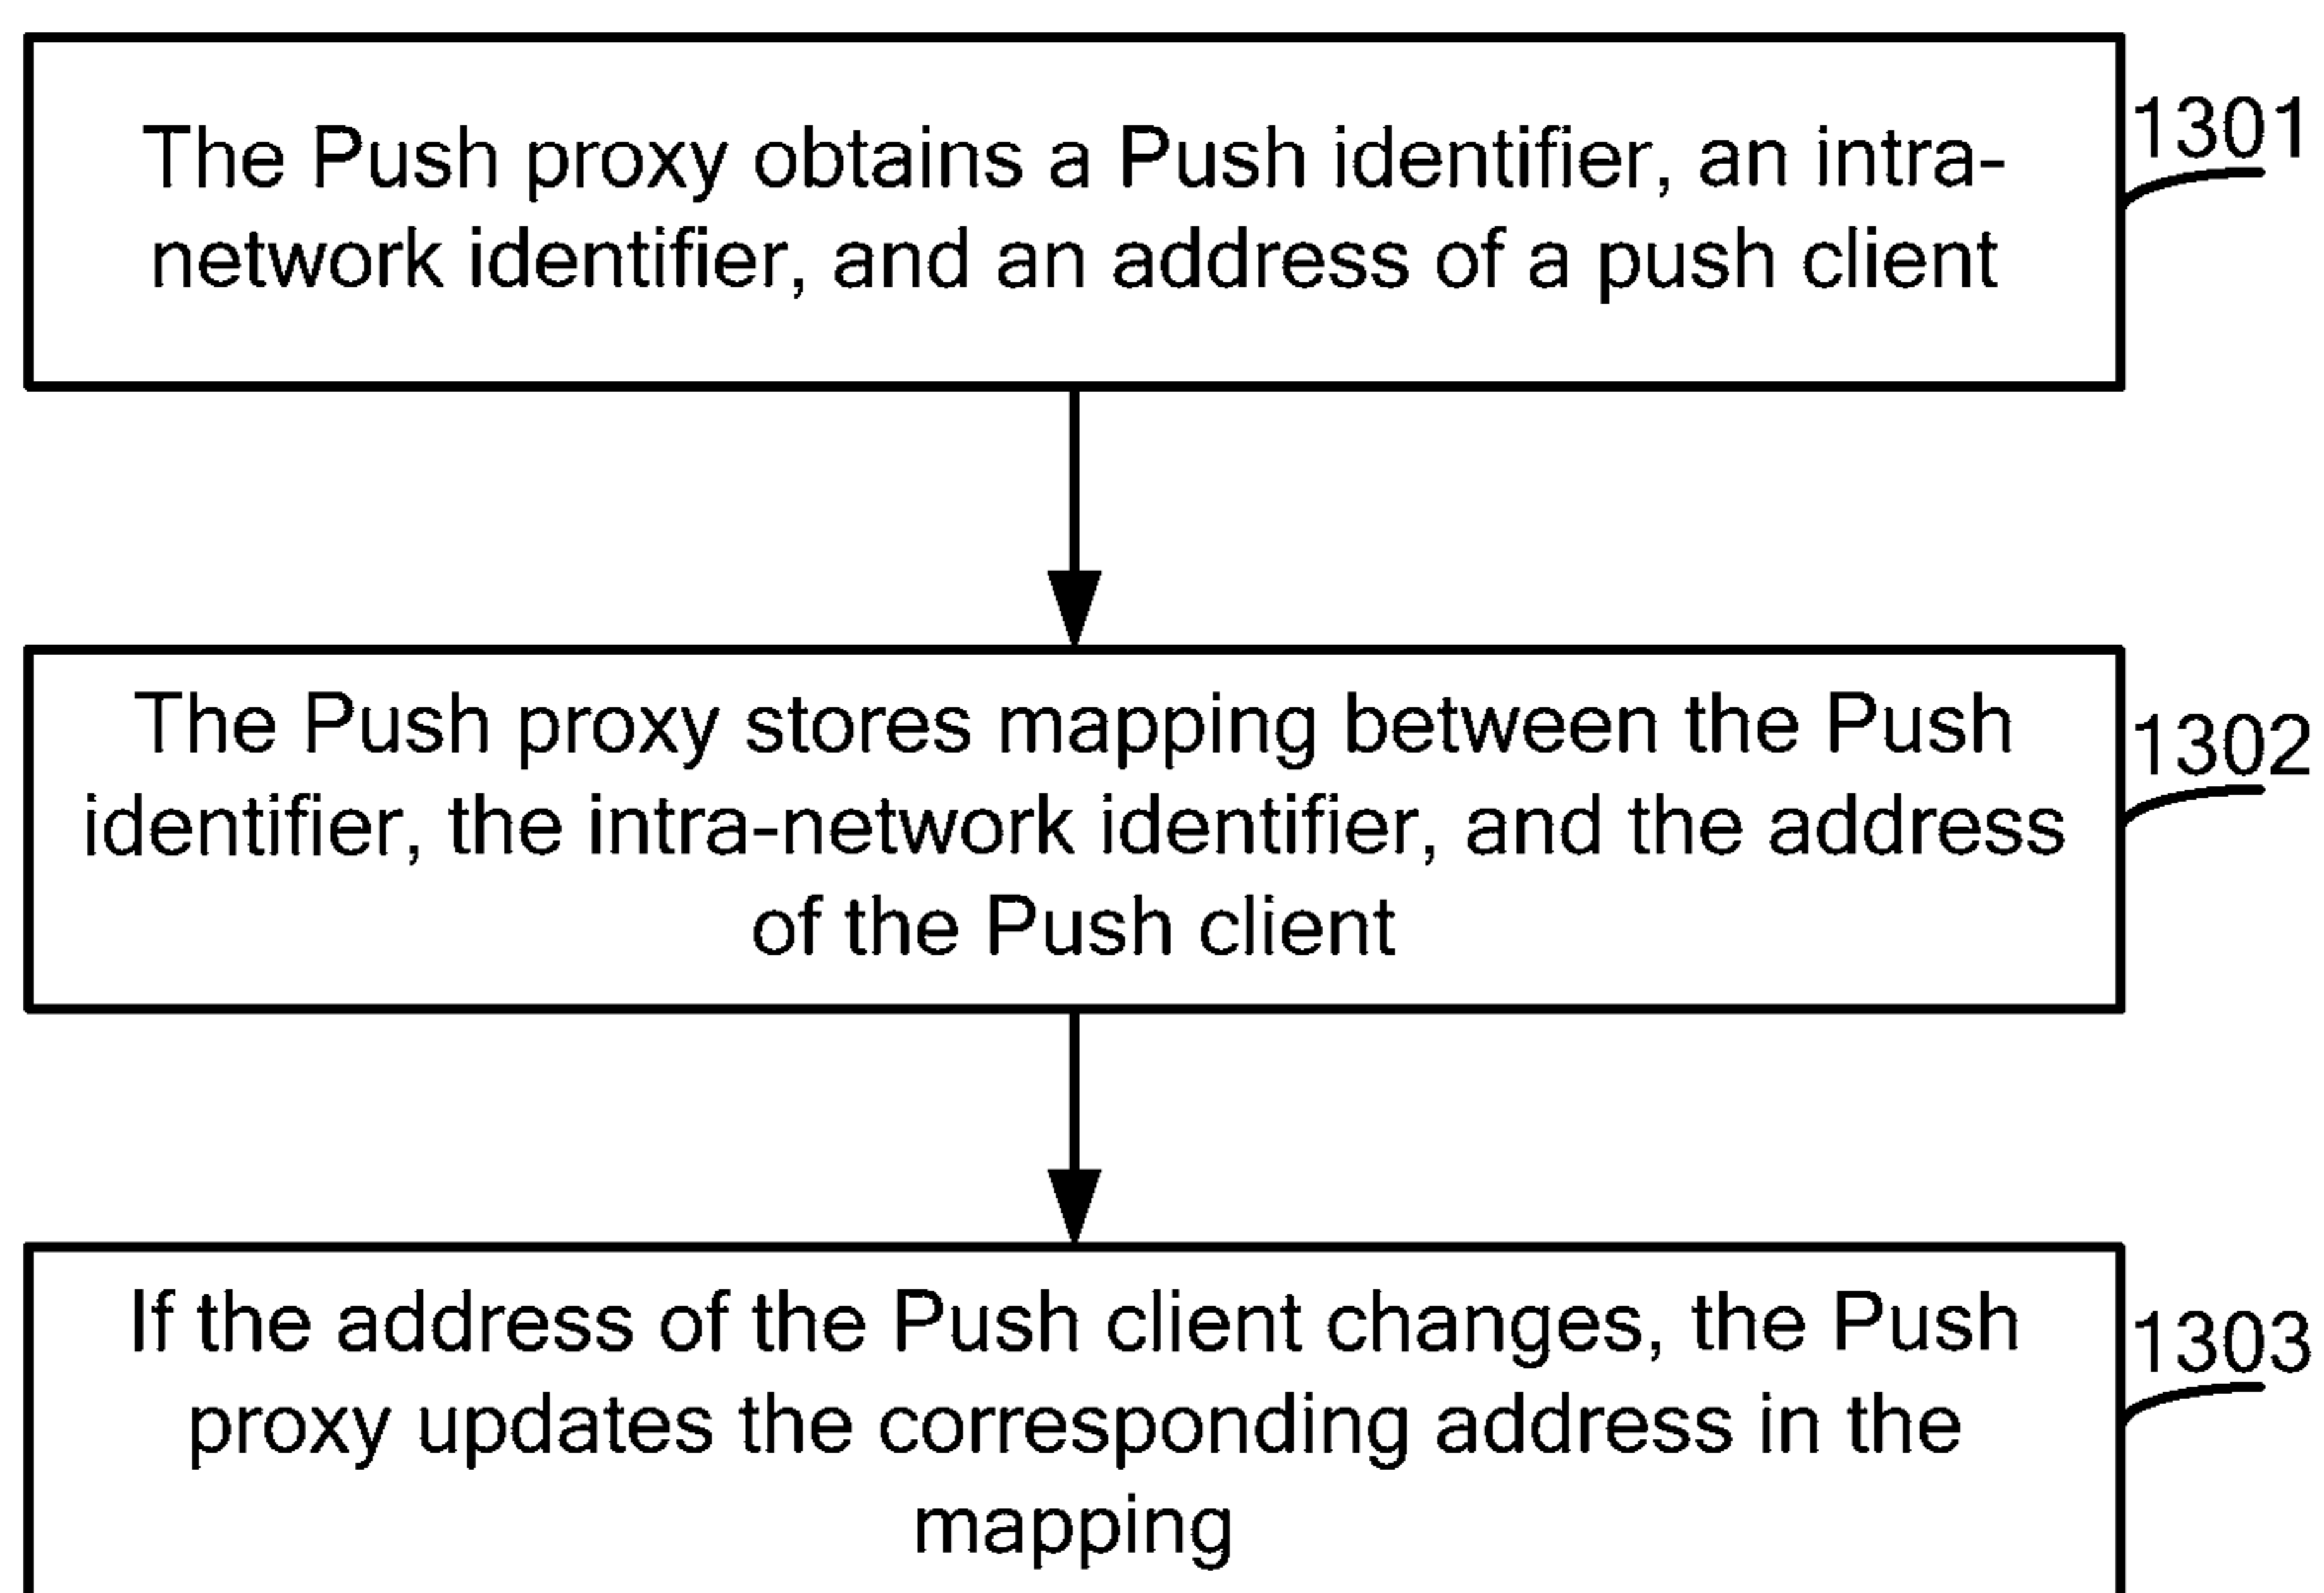 The Push proxy obtains a Push identifier, an intra-
network identifier, and an address of a push client
1301
The Push proxy stores mapping between the Push
identifier, the intra-network identifier, and the address
of the Push client
1302
If the address of the Push client changes, the Push
proxy updates the corresponding address in the
mapping
1303